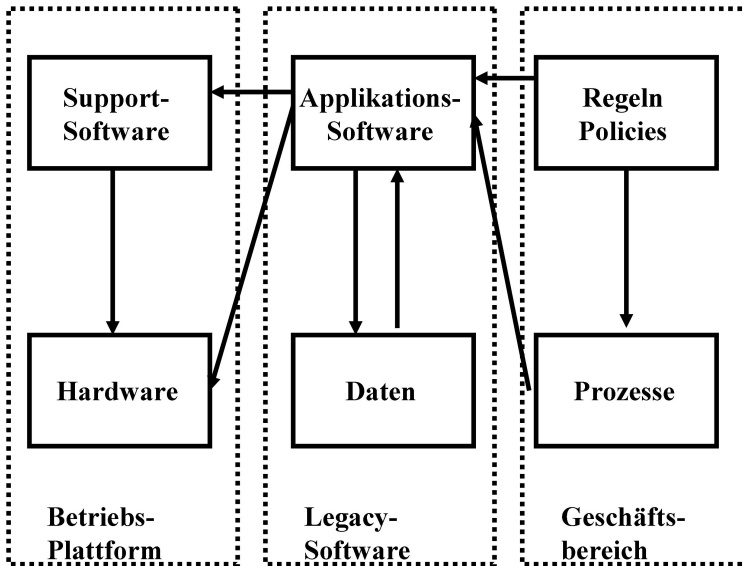 Support-
Software
Applikations-
Software
Regeln
Policies
Hardware
Daten
Prozesse
Betriebs-
Plattform
Legacy-
Software
Geschäfts-
bereich